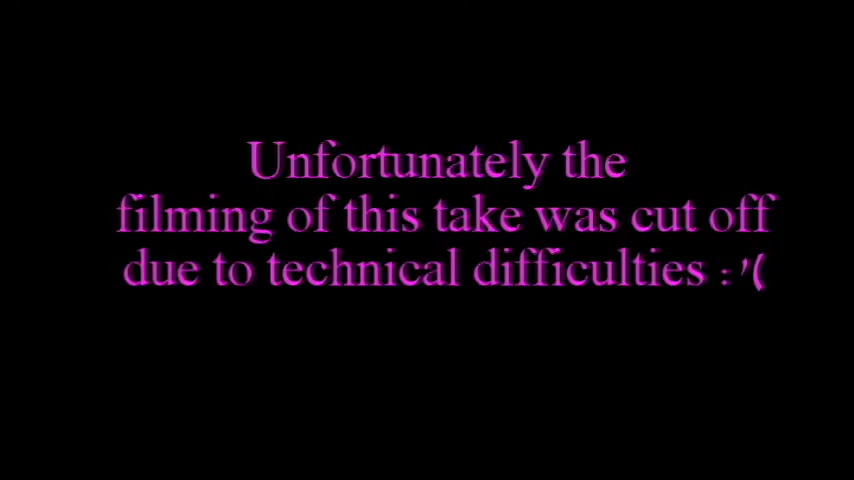 Unfortunately the
filming of this take was cut off
due to technical difficulties :'(